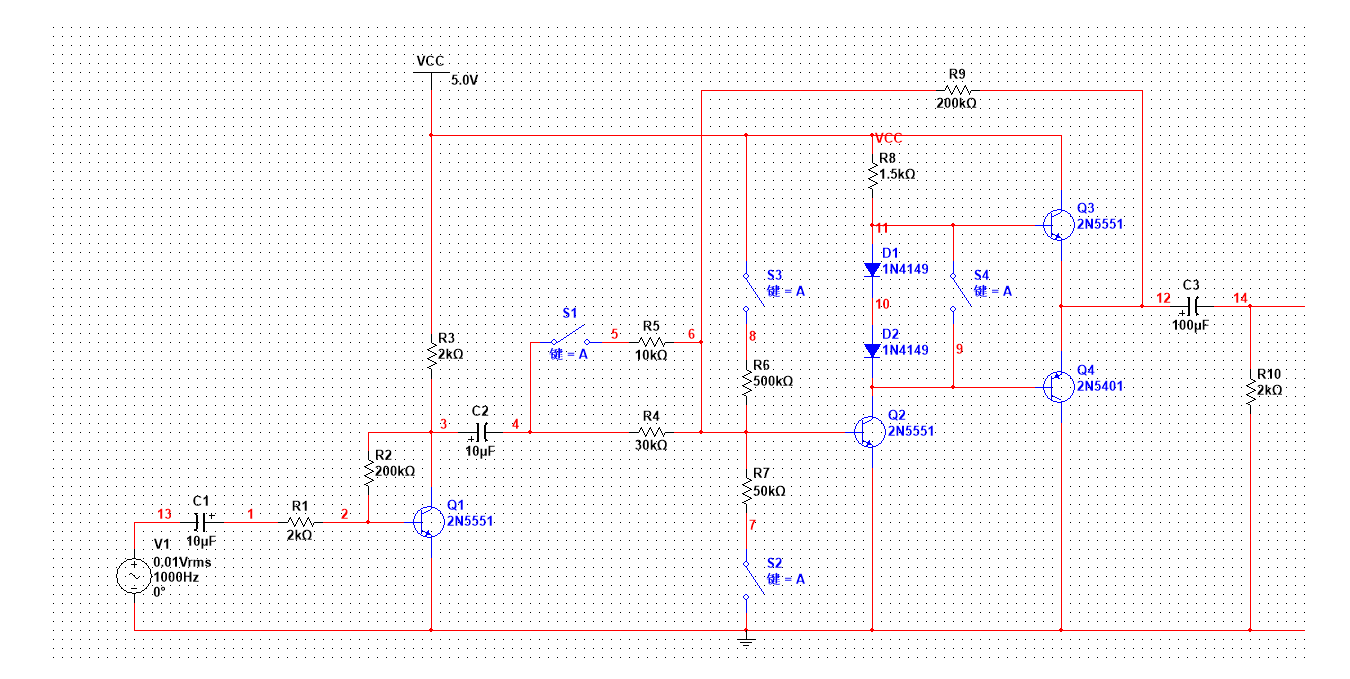 VCC
5.0V
R9
200kΩ
VCC
R8
1.5kΩ
Q3
2N5551
11
D1
1N4149
S3
键 = A
S4
键 = A
C3
12
14
100µF
10
S1
键 = A
5
R5
10kΩ
6
8
R3
2kΩ
D2
1N4149
9
R6
500kΩ
Q4
2N5401
R10
2kΩ
3
C2
10µF
4
R4
30kΩ
Q2
2N5551
R2
200kΩ
R7
50kΩ
13
C1
10µF
1
R1
2kΩ
2
Q1
2N5551
7
V1
0.01Vrms
1000Hz
0°
S2
键 = A